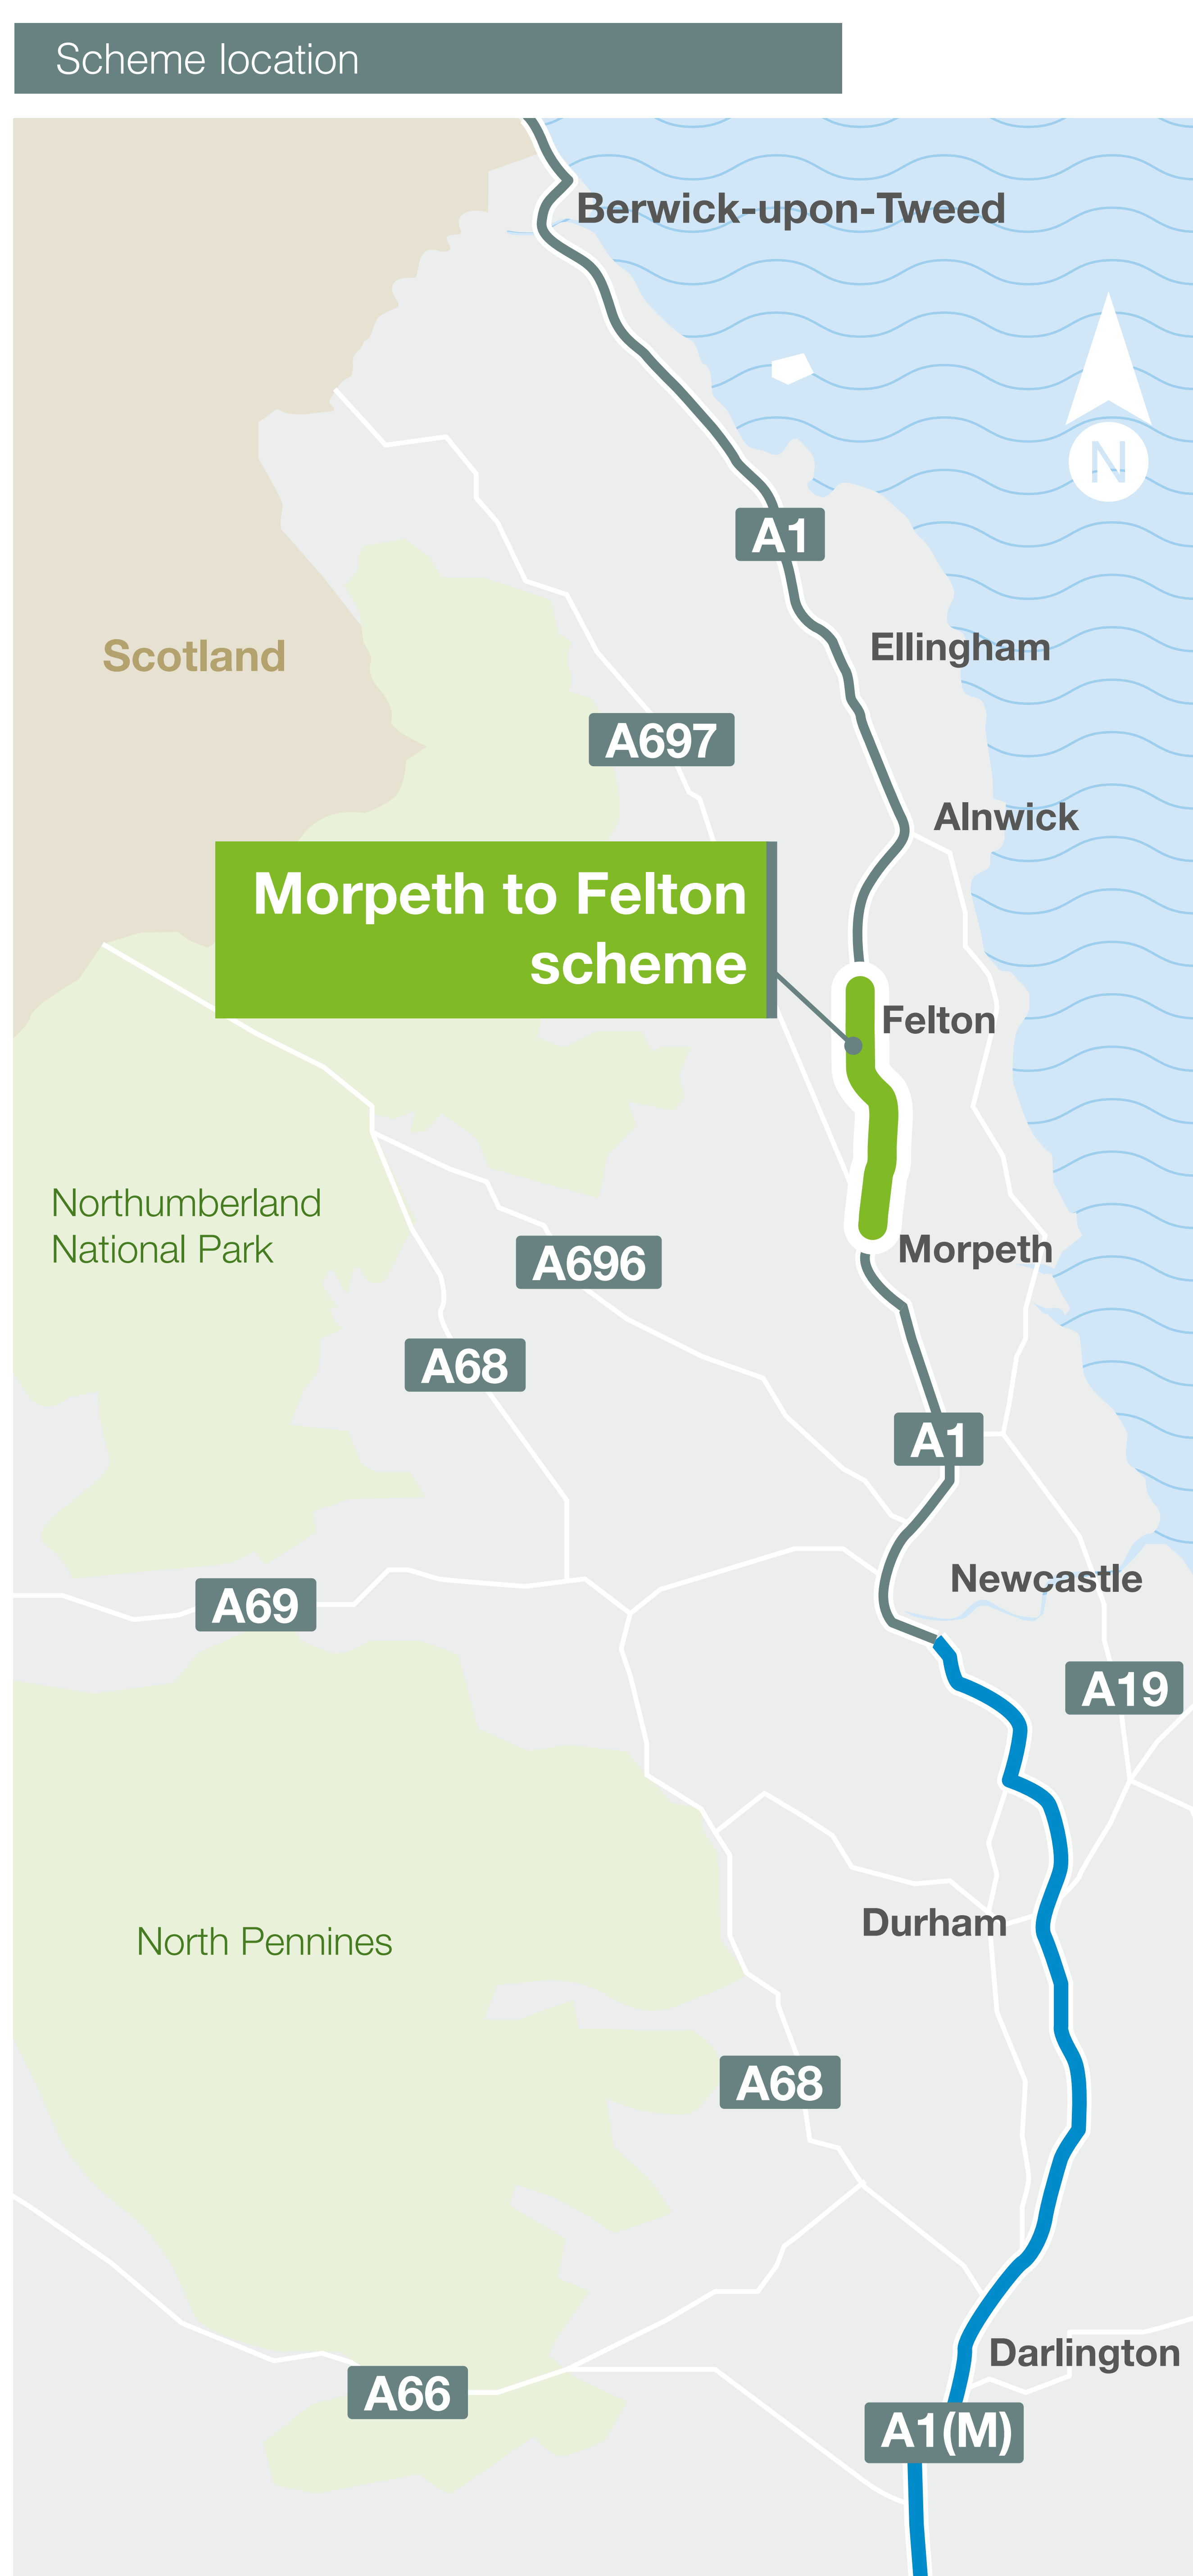 Scheme location
Berwick-upon-Tweed
N
A1
Ellingham
Scotland
A697
Alnwick
Morpeth to Felton
scheme
Felton
Northumberland
National Park
Morpeth
A696
A68
A1
Newcastle
A69
A19
Durham
North Pennines
A68
Darlington
A66
A1(M)